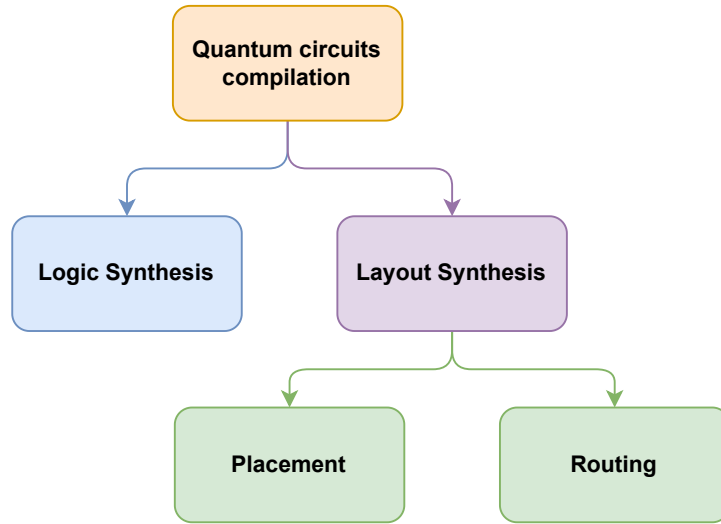 Quantum circuits
compilation
Logic Synthesis
Layout Synthesis
Placement
Routing